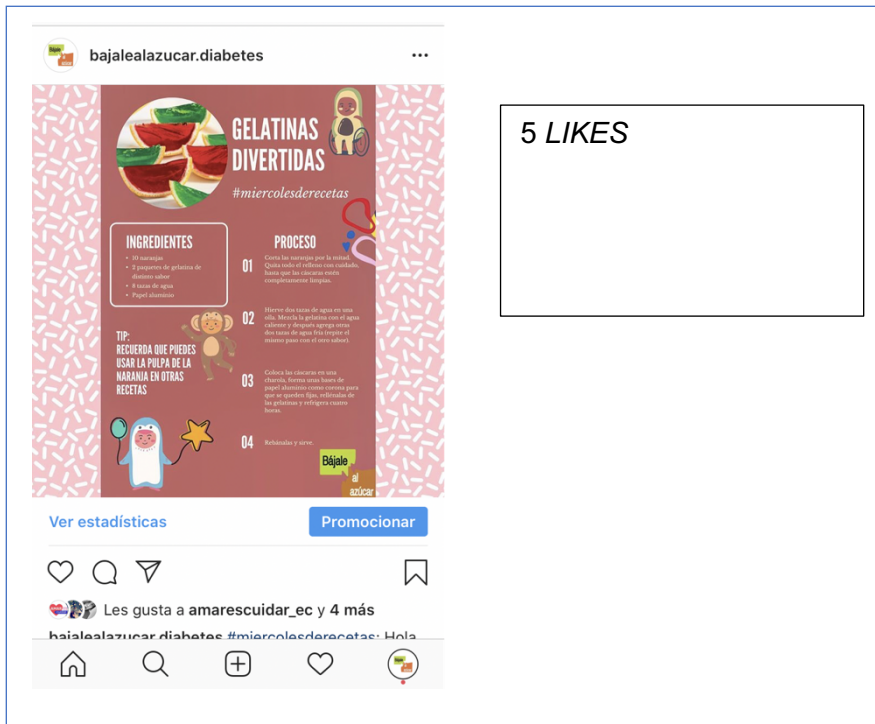 bajalealazucar.diabetes
GELATINAS
DIVERTIDAS
#miercolesderecetas
INGREDIENTES
• 10 naranjas
• 2 paquetes de gelatina de
distinto sabor
• 8 tazas de agua
• Papel aluminio
TIP:
RECUERDA QUE PUEDES
USAR LA PULPA DE LA
NARANJA EN OTRAS
RECETAS
PROCESO
01
Corta las naranjas por la mitad.
Quita todo el relleno con cuidado,
hasta que las cáscaras estén
completamente limpias.
02
Hierve dos tazas de agua en una
olla. Mezcla la gelatina con el agua
caliente y después agrega otras
dos tazas de agua fría (repite el
mismo paso con el otro sabor).
03
Coloca las cáscaras en una
charola, forma unas bases de
papel aluminio como corona para
que se queden fijas, rellénalas de
las gelatinas y refrigera cuatro
horas.
04
Rebánalas y sirve.
Bájale
al
azúcar
Ver estadísticas
Promocionar
Les gusta a amarescuidar_ec y 4 más
bajalealazucar.diabetes #miercolesderecetas: Hola
5 LIKES